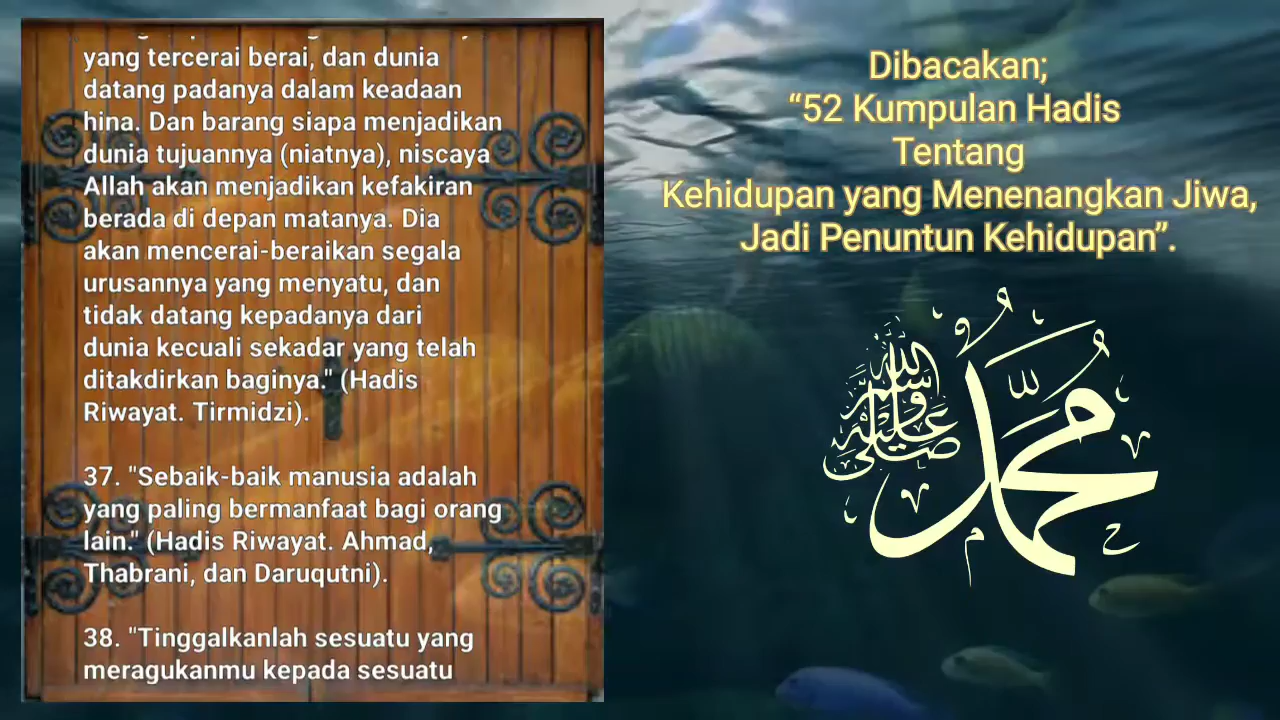 yang tercerai berai, dan dunia
datang padanya dalam keadaan
hina. Dan barang siapa menjadikan
dunia tujuannya (niatnya), niscaya
Allah akan menjadikan kefakiran
berada di depan matanya. Dia
akan mencerai-beraikan segala
urusannya yang menyatu, dan
tidak datang kepadanya dari
dunia kecuali sekadar yang telah
ditakdirkan baginya." (Hadis
Riwayat. Tirmidzi).
37. "Sebaik-baik manusia adalah
yang paling bermanfaat bagi orang
lain." (Hadis Riwayat. Ahmad,
Thabrani, dan Daruqutni).
38. "Tinggalkanlah sesuatu yang
meragukanmu kepada sesuatu
Dibacakan;
“52 Kumpulan Hadis
Tentang
Kehidupan yang Menenangkan Jiwa,
Jadi Penuntun Kehidupan”.
محمد
صلى الله عليه وسلم